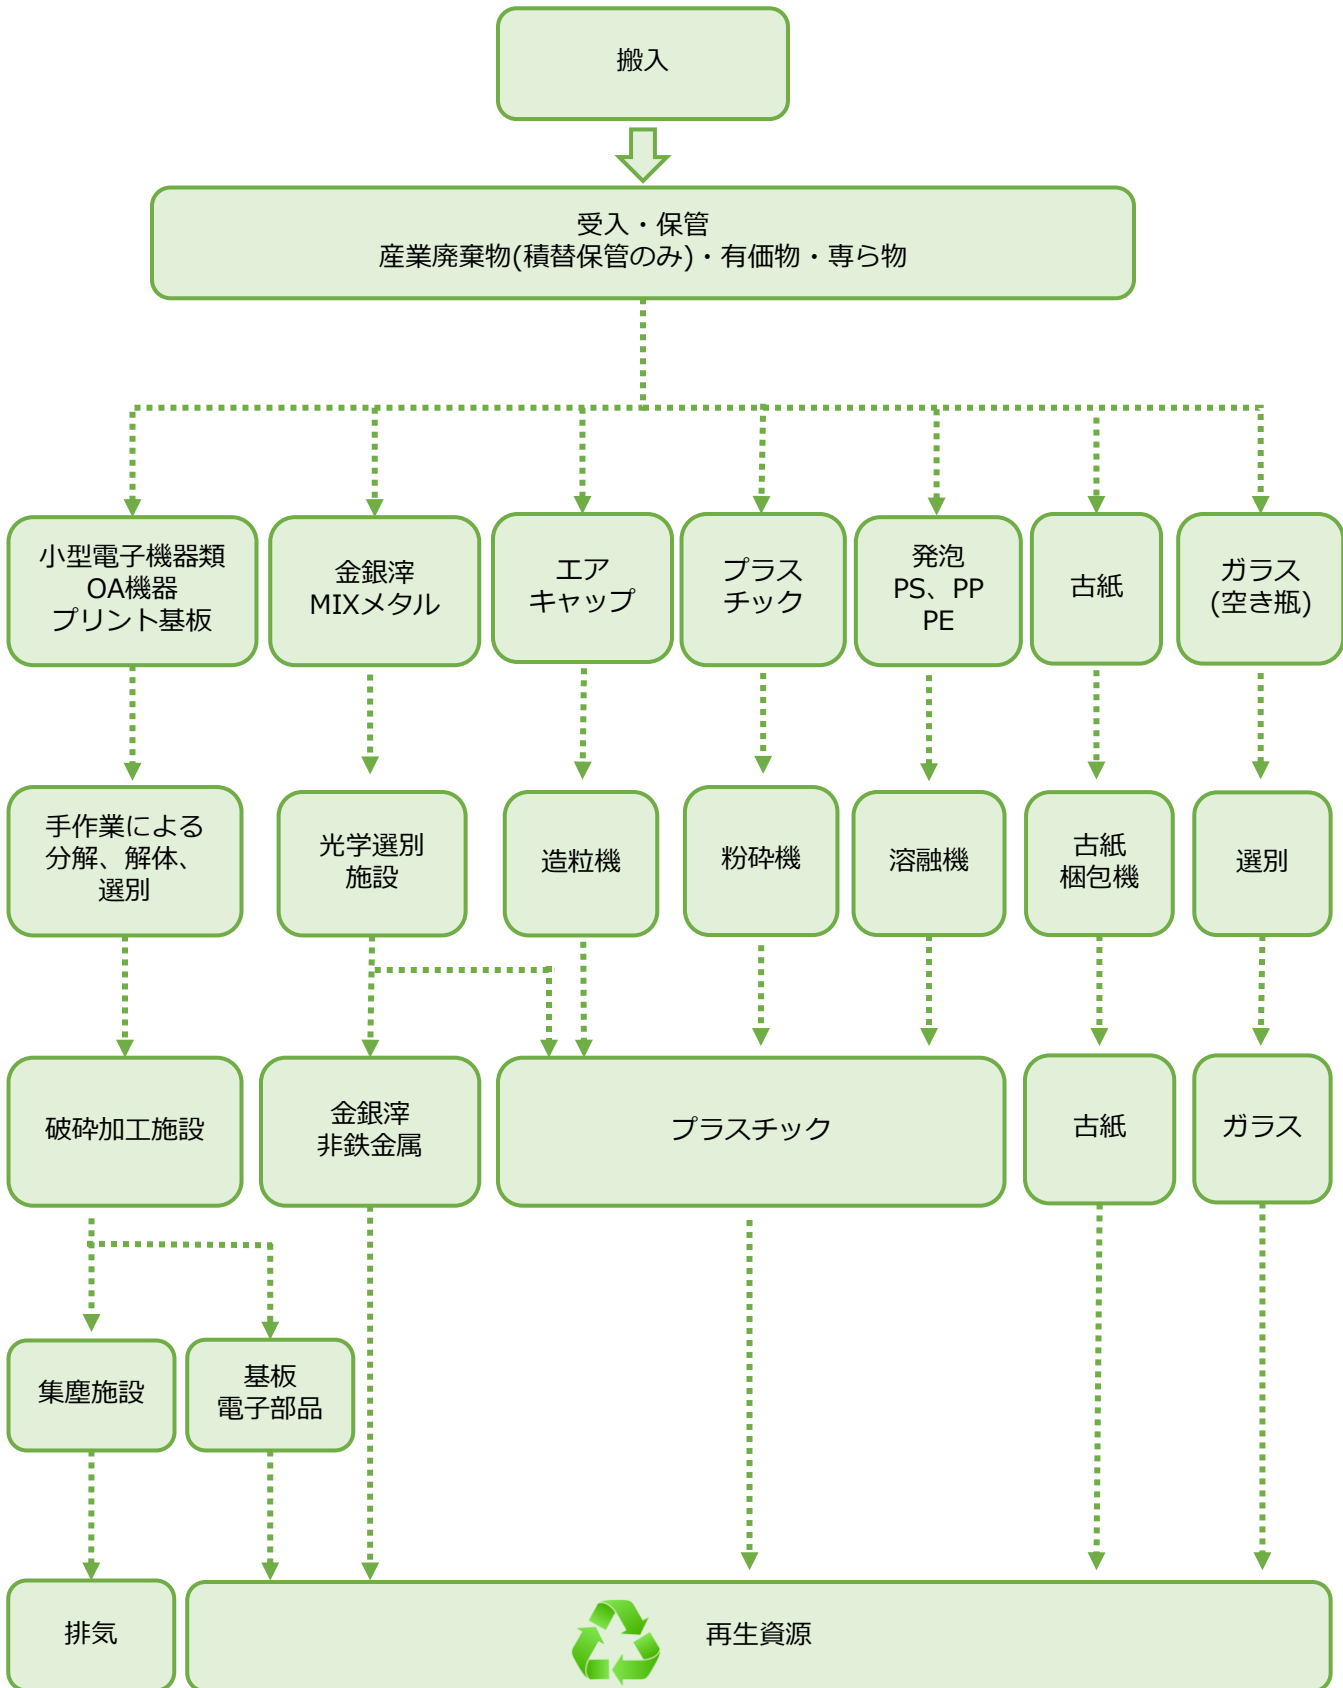 搬入
受入・保管
産業廃棄物(積替保管のみ)・有価物・専ら物
小型電子機器類
OA機器
プリント基板
金銀滓
MIXメタル
エア
キャップ
プラス
チック
発泡
PS、PP
PE
古紙
ガラス
(空き瓶)
手作業による
分解、解体、
選別
光学選別
施設
造粒機
粉砕機
溶融機
古紙
梱包機
選別
破砕加工施設
金銀滓
非鉄金属
プラスチック
古紙
ガラス
集塵施設
基板
電子部品
排気
再生資源